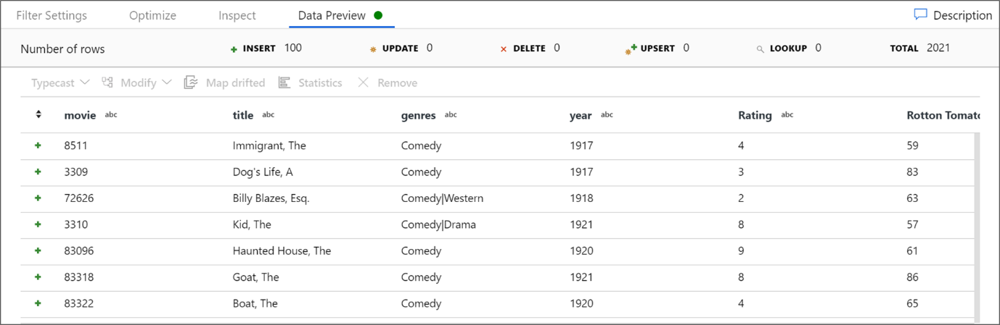 Filter Settings Optimize Inspect Data Preview Description
Number of rows INSERT 100 UPDATE 0 DELETE 0 UPSERT 0 LOOKUP 0 TOTAL 2021
Typecast Modify Map drifted Statistics Remove
movie abc title abc genres abc year abc Rating abc Rotton Tomato
8511 Immigrant, The Comedy 1917 4 59
3309 Dog's Life, A Comedy 1917 3 83
72626 Billy Blazes, Esq. Comedy|Western 1918 2 63
3310 Kid, The Comedy|Drama 1921 8 57
83096 Haunted House, The Comedy 1920 9 61
83318 Goat, The Comedy 1921 8 86
83322 Boat, The Comedy 1920 4 65